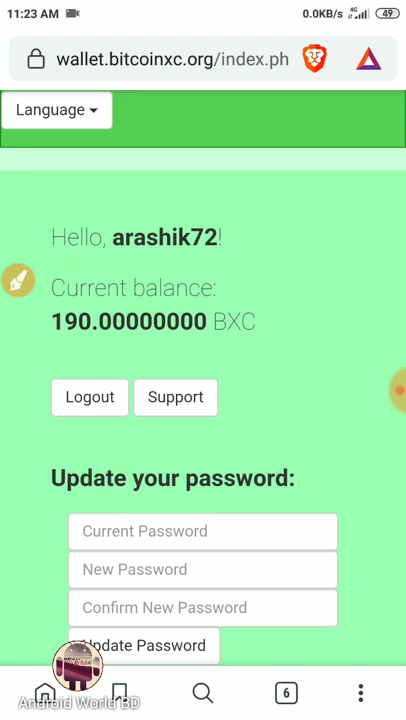 11:23 AM 0.0KB/s 4G 49
wallet.bitcoinxc.org/index.ph
Language
Hello, arashik72!
Current balance:
190.00000000 BXC
Logout Support
Update your password:
Current Password
New Password
Confirm New Password
Update Password
6
Android World BD